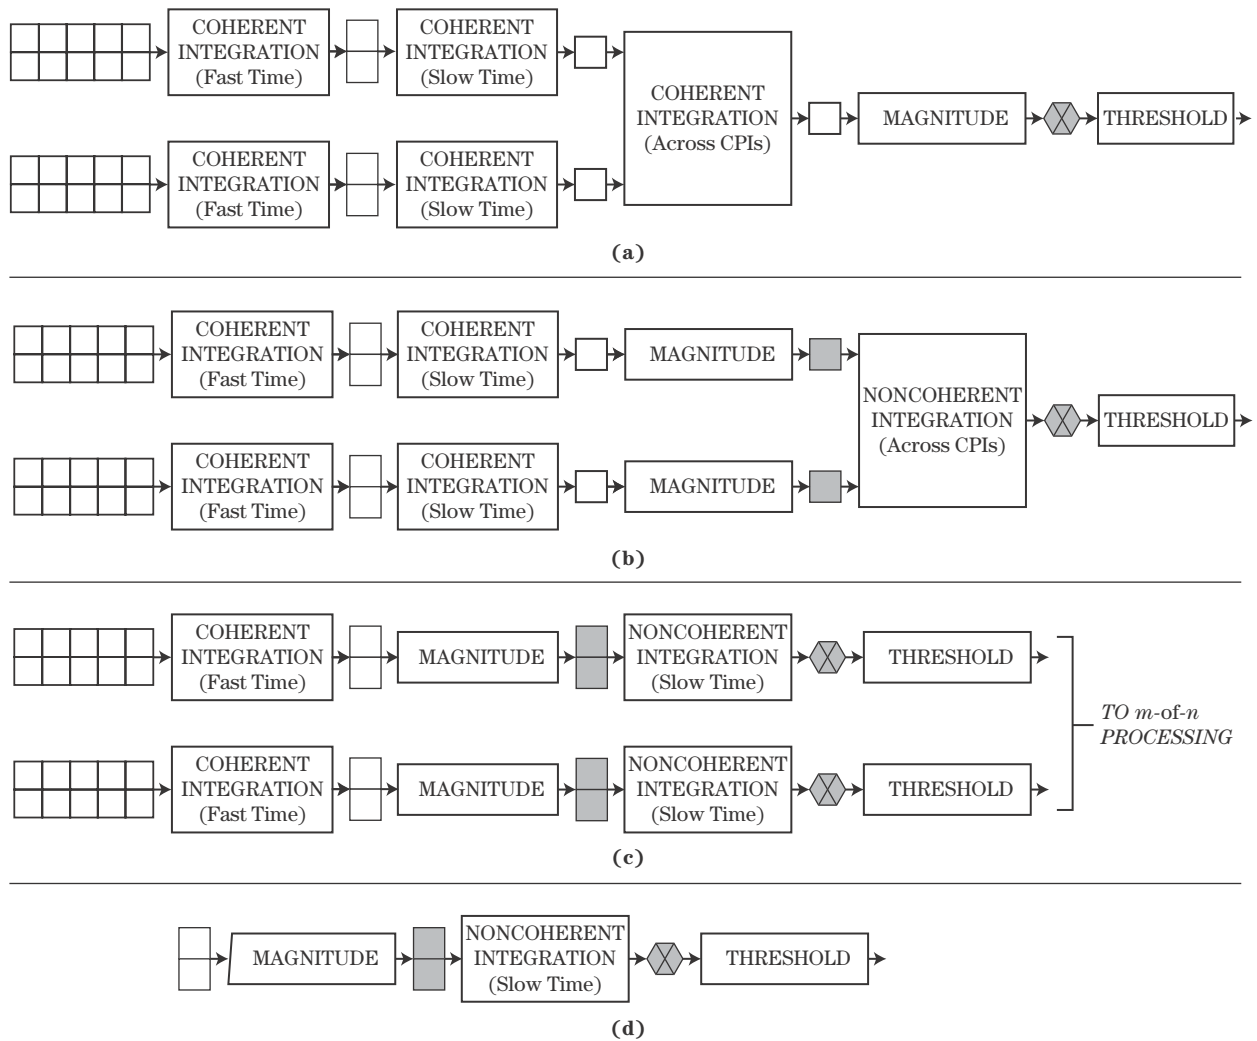 COHERENT
INTEGRATION
(Fast Time)
COHERENT
INTEGRATION
(Slow Time)
COHERENT
INTEGRATION
(Across CPIs)
MAGNITUDE
THRESHOLD
COHERENT
INTEGRATION
(Fast Time)
COHERENT
INTEGRATION
(Slow Time)
(a)
COHERENT
INTEGRATION
(Fast Time)
COHERENT
INTEGRATION
(Slow Time)
MAGNITUDE
NONCOHERENT
INTEGRATION
(Across CPIs)
THRESHOLD
COHERENT
INTEGRATION
(Fast Time)
COHERENT
INTEGRATION
(Slow Time)
MAGNITUDE
(b)
COHERENT
INTEGRATION
(Fast Time)
MAGNITUDE
NONCOHERENT
INTEGRATION
(Slow Time)
THRESHOLD
TO m-of-n
PROCESSING
COHERENT
INTEGRATION
(Fast Time)
MAGNITUDE
NONCOHERENT
INTEGRATION
(Slow Time)
THRESHOLD
(c)
MAGNITUDE
NONCOHERENT
INTEGRATION
(Slow Time)
THRESHOLD
(d)